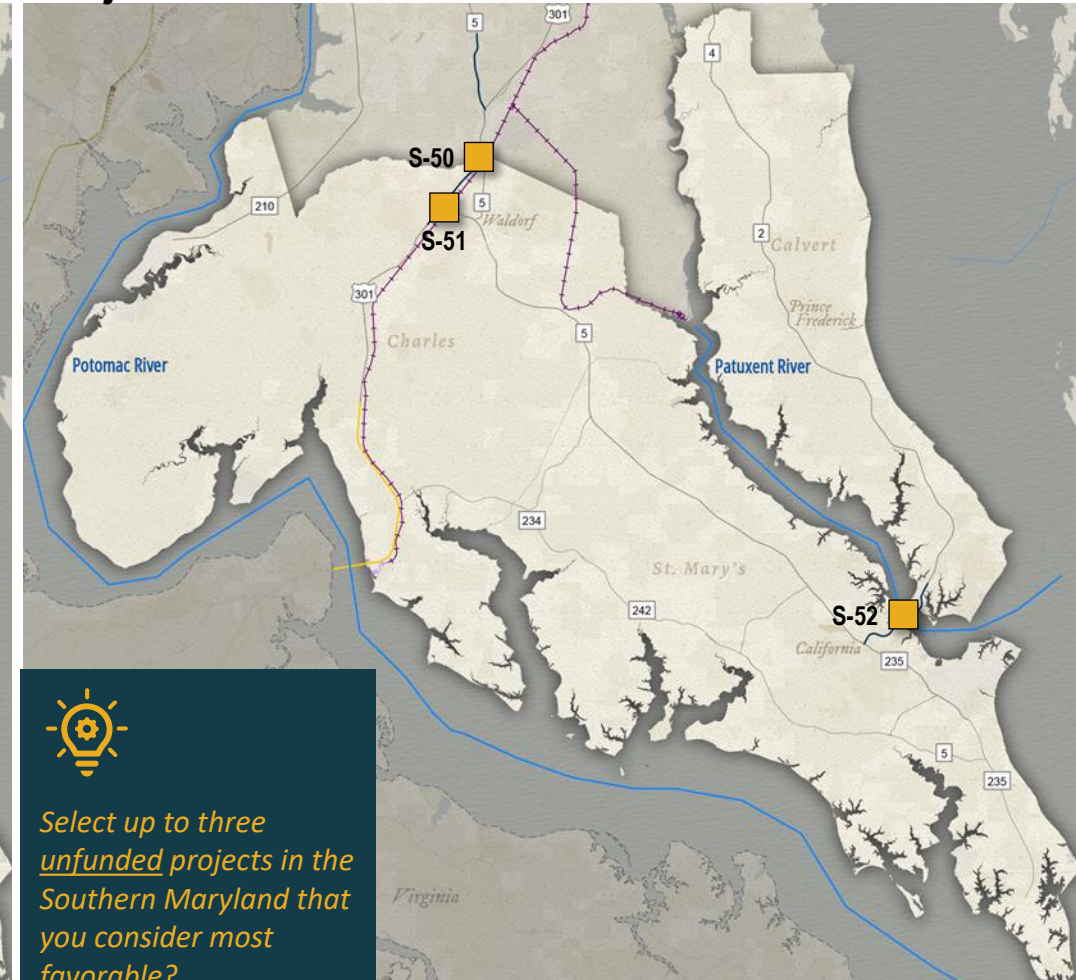 5
301
4
S-50
210
5
Waldorf
S-51
2
Calvert
301
Prince
Frederick
5
Charles
Potomac River
Patuxent River
234
St. Mary's
242
S-52
California
235
5
235
Virginia
Select up to three
unfunded projects in the
Southern Maryland that
you consider most
favorable?